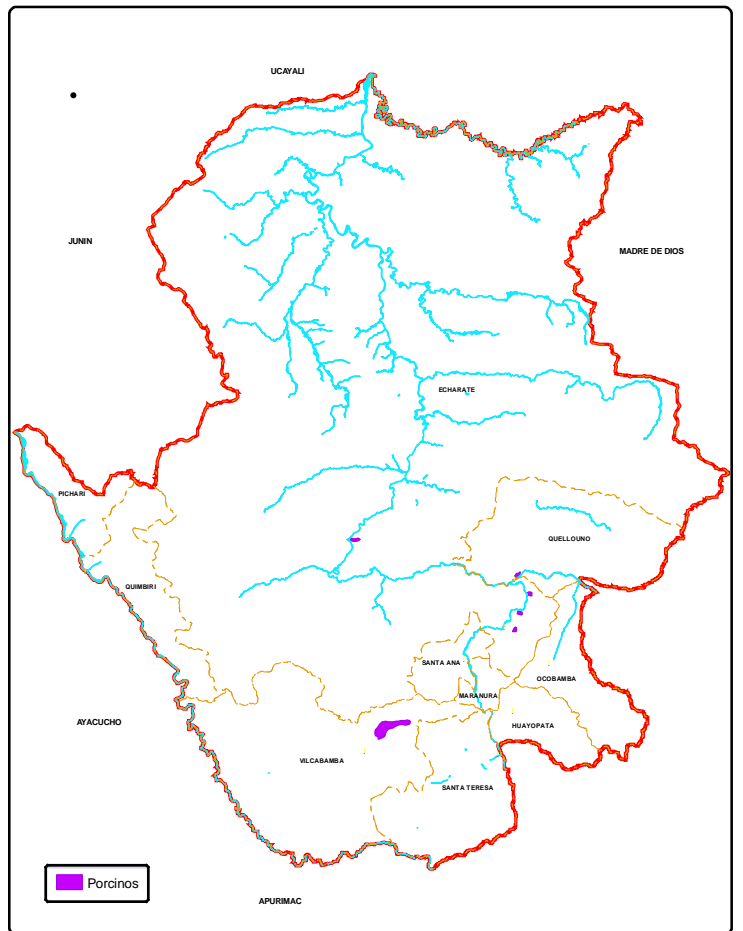 UCAYALI
JUNIN
MADRE DE DIOS
ECHARATE
PICHARI
QUELLOUNO
QUIMBIRI
SANTA ANA
OCOBAMBA
MARANURA
AYACUCHO
HUAYOPATA
VILCABAMBA
SANTA TERESA
Porcinos
APURIMAC